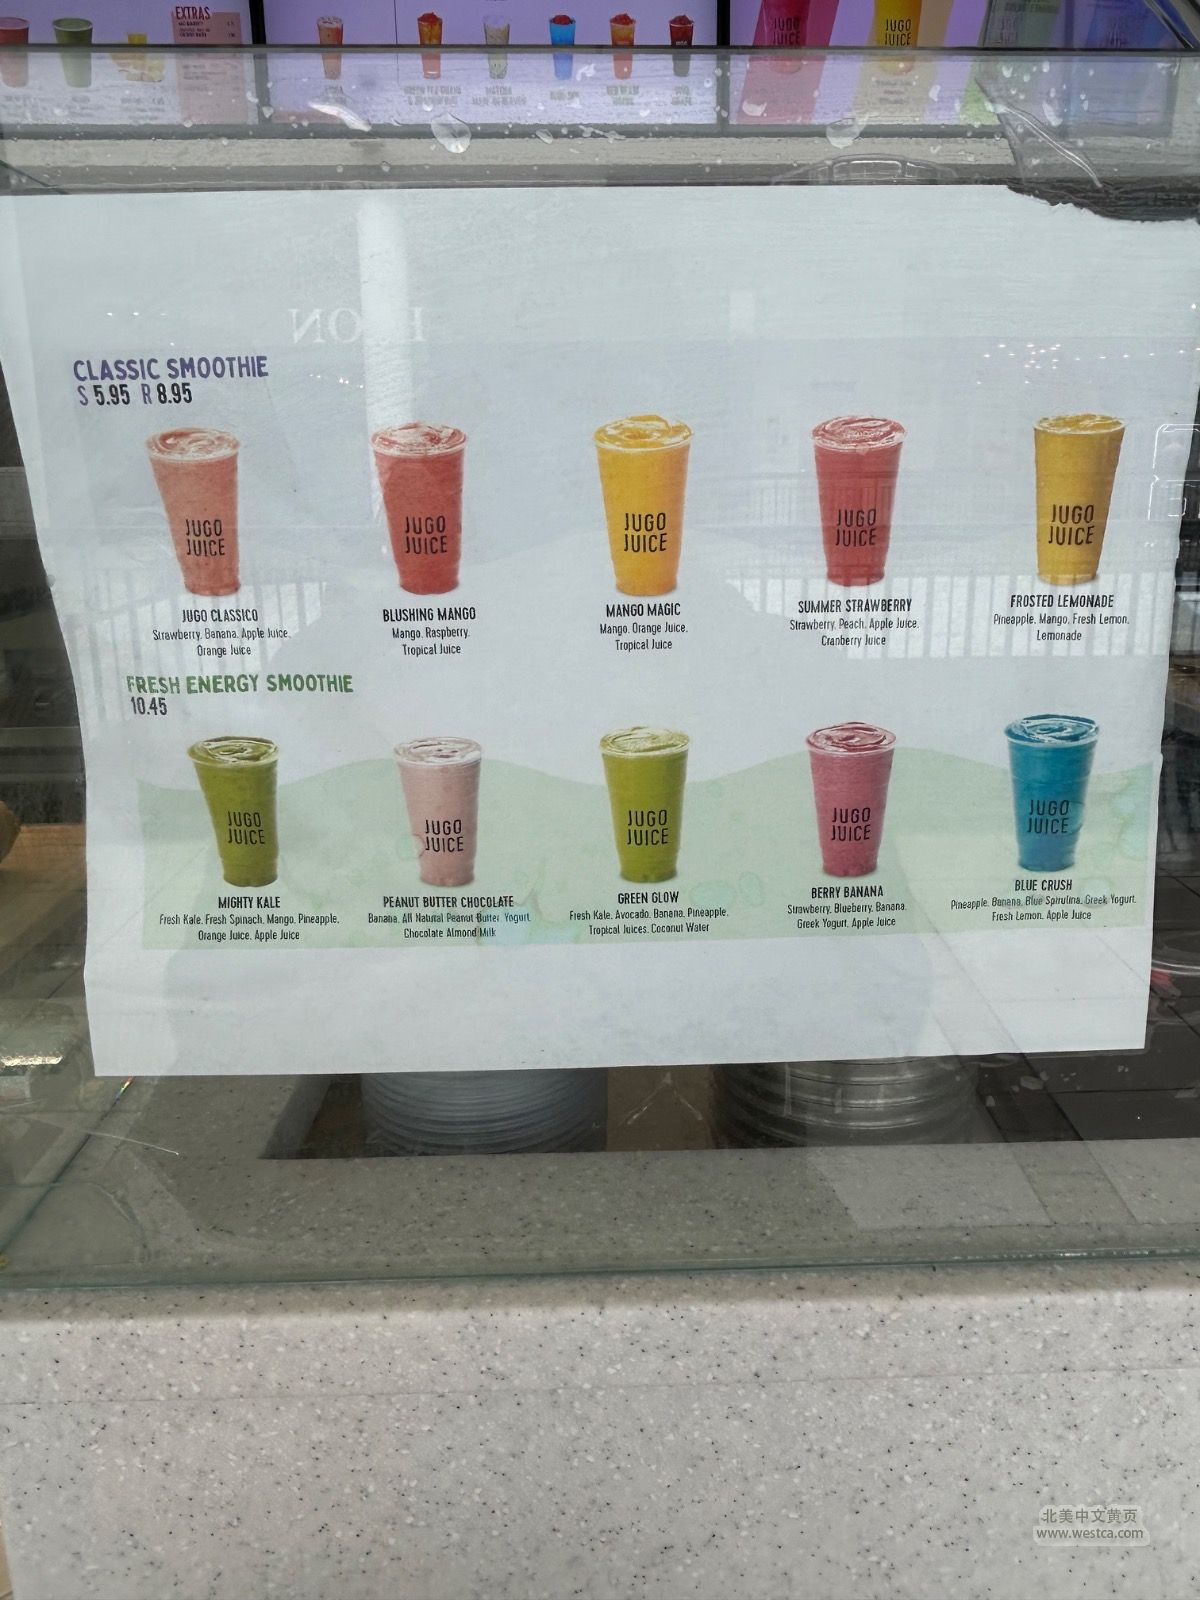 EXTRAS
JUGO
JUICE
JUGO
JUICE
CLASSIC SMOOTHIE
S 5.95 R 8.95
JUGO
JUICE
JUGO
JUICE
JUGO
JUICE
JUGO
JUICE
JUGO
JUICE
JUGO CLASSICO
Strawberry, Banana, Apple Juice,
Orange Juice
BLUSHING MANGO
Mango, Raspberry,
Tropical Juice
MANGO MAGIC
Mango, Orange Juice,
Tropical Juice
SUMMER STRAWBERRY
Strawberry, Peach, Apple Juice,
Cranberry Juice
FROSTED LEMONADE
Pineapple, Mango, Fresh Lemon,
Lemonade
FRESH ENERGY SMOOTHIE
10.45
JUGO
JUICE
JUGO
JUICE
JUGO
JUICE
JUGO
JUICE
JUGO
JUICE
MIGHTY KALE
Fresh Kale, Fresh Spinach, Mango, Pineapple,
Orange Juice, Apple Juice
PEANUT BUTTER CHOCOLATE
Banana, All Natural Peanut Butter, Yogurt,
Chocolate Almond Milk
GREEN GLOW
Fresh Kale, Avocado, Banana, Pineapple,
Tropical Juices, Coconut Water
BERRY BANANA
Strawberry, Blueberry, Banana,
Greek Yogurt, Apple Juice
BLUE CRUSH
Pineapple, Banana, Blue Spirulina, Greek Yogurt,
Fresh Lemon, Apple Juice
北美中文黄页
www.westca.com